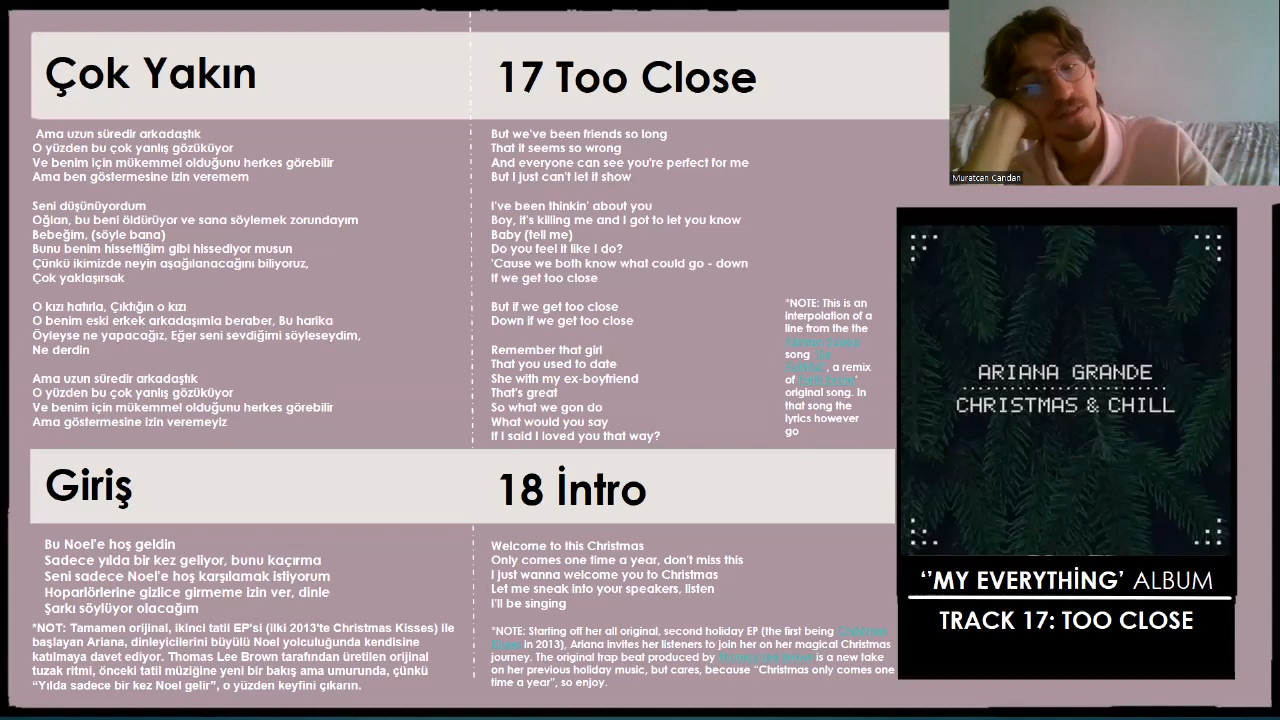 Çok Yakın
17 Too Close
Ama uzun süredir arkadaştık
O yüzden bu çok yanlış gözüküyor
Ve benim için mükemmel olduğunu herkes görebilir
Ama ben göstermesine izin veremem
Seni düşünüyordum
Oğlan, bu beni öldürüyor ve sana söylemek zorundayım
Bebeğim, (söyle bana)
Bunu benim hissettiğim gibi hissediyor musun
Çünkü ikimizde neyin aşağılanacağını biliyoruz,
Çok yaklaşırsak
O kızı hatırla, Çıktığın o kızı
O benim eski erkek arkadaşımla beraber, Bu harika
Öyleyse ne yapacağız, Eğer seni sevdiğimi söyleseydim,
Ne derdin
Ama uzun süredir arkadaştık
O yüzden bu çok yanlış gözüküyor
Ve benim için mükemmel olduğunu herkes görebilir
Ama göstermesine izin veremeyiz
But we've been friends so long
That it seems so wrong
And everyone can see you're perfect for me
But I just can't let it show
I've been thinkin' about you
Boy, it's killing me and I got to let you know
Baby (tell me)
Do you feel it like I do?
'Cause we both know what could go - down
If we get too close
But if we get too close
Down if we get too close
Remember that girl
That you used to date
She with my ex-boyfriend
That's great
So what we gon do
What would you say
If I said I loved you that way?
*NOTE: This is an
interpolation of a
line from the the
song
, a remix
of
original song. In
that song the
lyrics however
go
Giriş
18 İntro
Bu Noel'e hoş geldin
Sadece yılda bir kez geliyor, bunu kaçırma
Seni sadece Noel'e hoş karşılamak istiyorum
Hoparlörlerine gizlice girmeme izin ver, dinle
Şarkı söylüyor olacağım
*NOT: Tamamen orijinal, ikinci tatil EP'si (ilki 2013'te Christmas Kisses) ile
başlayan Ariana, dinleyicilerini büyülü Noel yolculuğunda kendisine
katılmaya davet ediyor. Thomas Lee Brown tarafından üretilen orijinal
tuzak ritmi, önceki tatil müziğine yeni bir bakış ama umurunda, çünkü
“Yılda sadece bir kez Noel gelir”, o yüzden keyfini çıkarın.
Welcome to this Christmas
Only comes one time a year, don't miss this
I just wanna welcome you to Christmas
Let me sneak into your speakers, listen
I'll be singing
*NOTE: Starting off her all original, second holiday EP (the first being
in 2013), Ariana invites her listeners to join her on her magical Christmas
journey. The original trap beat produced by is a new take
on her previous holiday music, but cares, because “Christmas only comes one
time a year”, so enjoy.
Muratcan Candan
ARIANA GRANDE
CHRISTMAS & CHILL
‘'MY EVERYTHİNG’ ALBUM
TRACK 17: TOO CLOSE